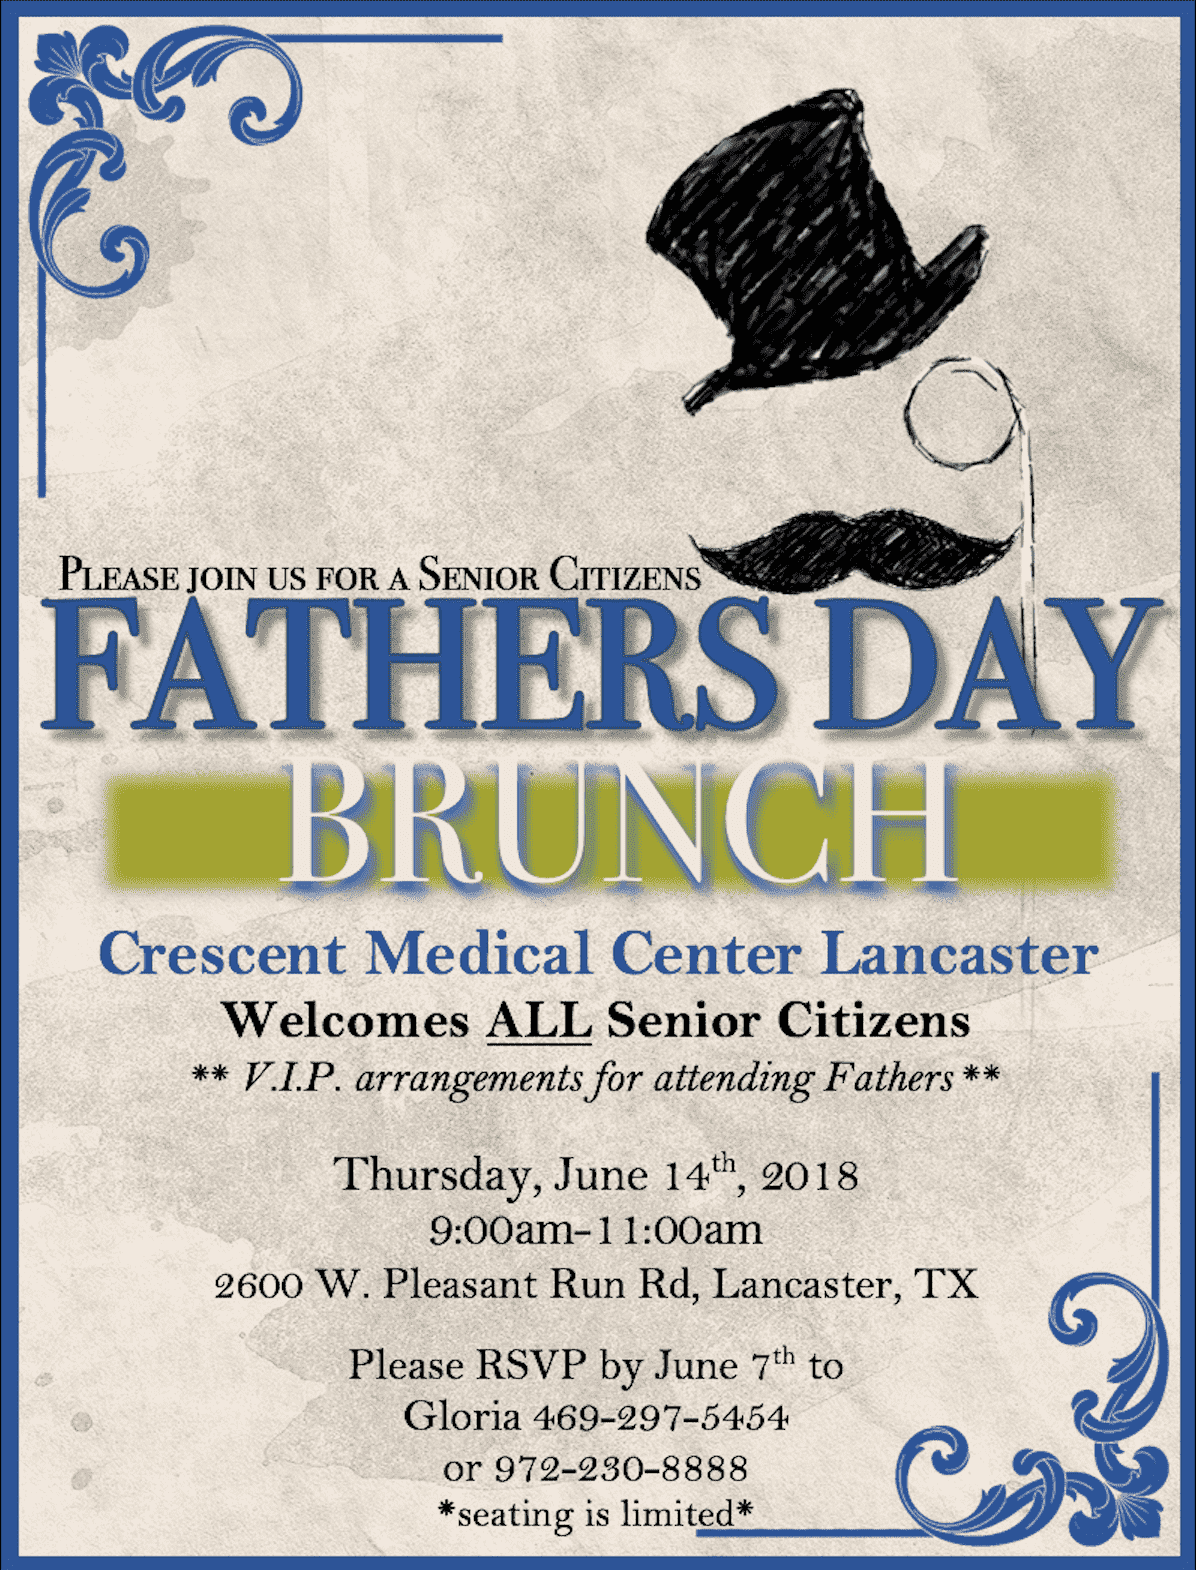 PLEASE JOIN US FOR A SENIOR CITIZENS
FATHERS DAY
BRUNCH
Crescent Medical Center Lancaster
Welcomes ALL Senior Citizens
** V.I.P. arrangements for attending Fathers **
Thursday, June 14th, 2018
9:00am-11:00am
2600 W. Pleasant Run Rd, Lancaster, TX
Please RSVP by June 7th to
Gloria 469-297-5454
or 972-230-8888
*seating is limited*